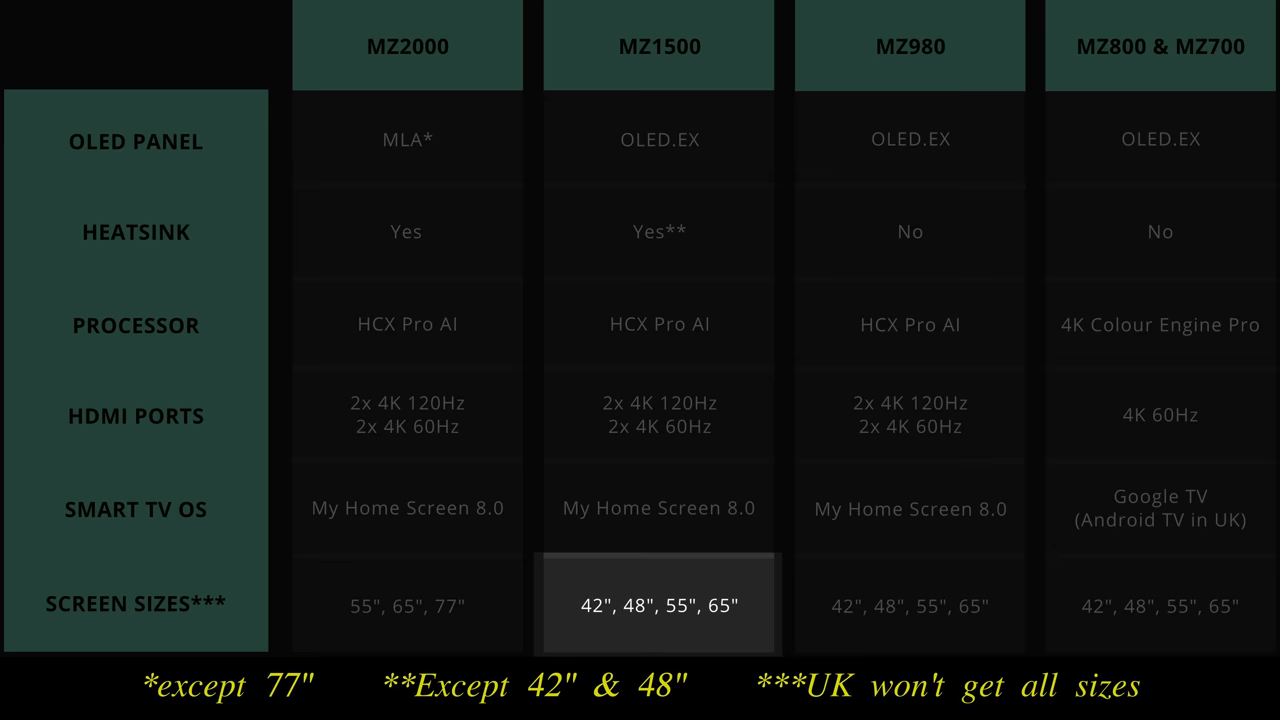 MZ2000 MZ1500 MZ980 MZ800 & MZ700
OLED PANEL MLA* OLED.EX OLED.EX OLED.EX
HEATSINK Yes Yes** No No
PROCESSOR HCX Pro AI HCX Pro AI HCX Pro AI 4K Colour Engine Pro
HDMI PORTS 2x 4K 120Hz 2x 4K 120Hz 2x 4K 120Hz 4K 60Hz
2x 4K 60Hz 2x 4K 60Hz 2x 4K 60Hz
SMART TV OS My Home Screen 8.0 My Home Screen 8.0 My Home Screen 8.0 Google TV
(Android TV in UK)
SCREEN SIZES*** 55", 65", 77" 42", 48", 55", 65" 42", 48", 55", 65" 42", 48", 55", 65"
*except 77" **Except 42" & 48" ***UK won't get all sizes